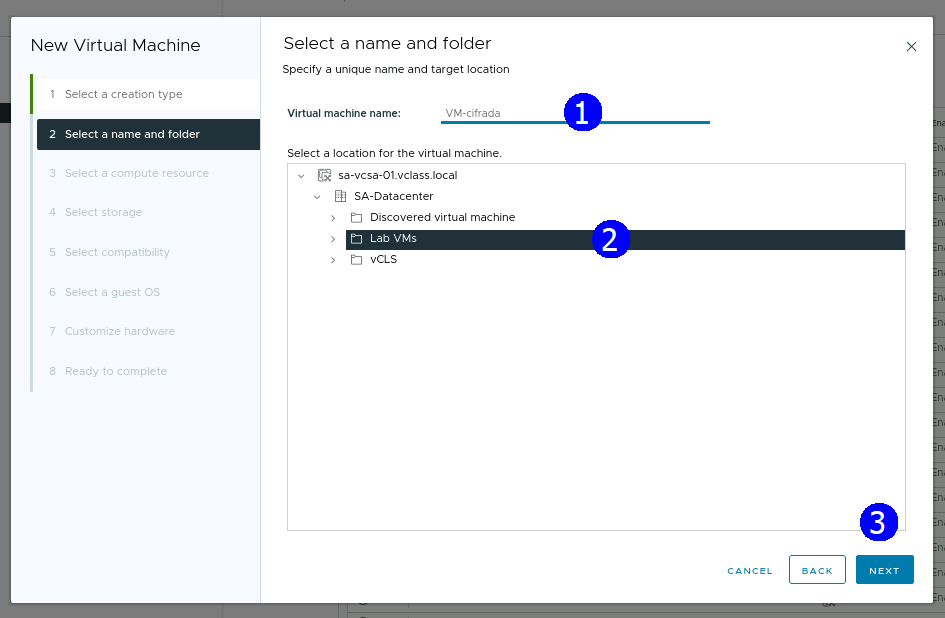 New Virtual Machine
1 Select a creation type
2 Select a name and folder
3 Select a compute resource
4 Select storage
5 Select compatibility
6 Select a guest OS
7 Customize hardware
8 Ready to complete
Select a name and folder
Specify a unique name and target location
Virtual machine name: VM-cifrada 1
Select a location for the virtual machine.
sa-vcsa-01.vclass.local
SA-Datacenter
Discovered virtual machine
Lab VMs 2
vCLS
3
CANCEL BACK NEXT